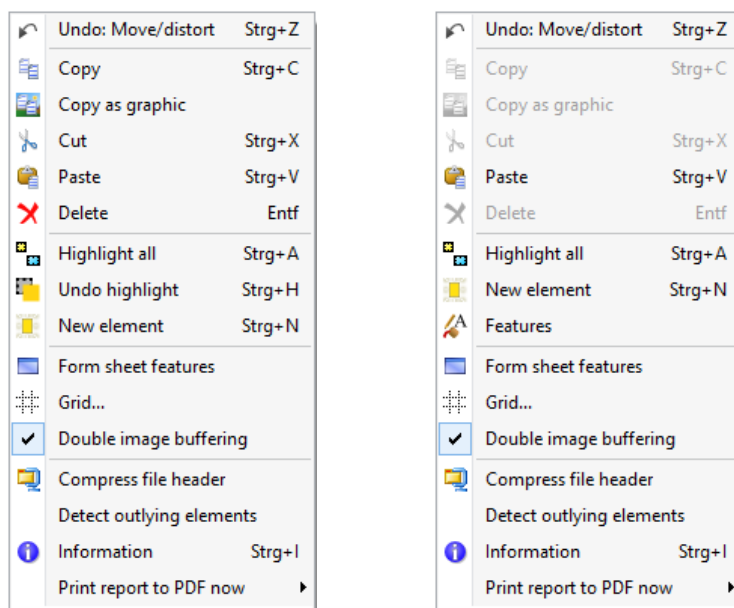 Undo: Move/distort Strg+Z
Copy Strg+C
Copy as graphic
Cut Strg+X
Paste Strg+V
Delete Entf
Highlight all Strg+A
Undo highlight Strg+H
New element Strg+N
Form sheet features
Grid...
Double image buffering
Compress file header
Detect outlying elements
Information Strg+I
Print report to PDF now
Undo: Move/distort Strg+Z
Copy Strg+C
Copy as graphic
Cut Strg+X
Paste Strg+V
Delete Entf
Highlight all Strg+A
New element Strg+N
Features
Form sheet features
Grid...
Double image buffering
Compress file header
Detect outlying elements
Information Strg+I
Print report to PDF now